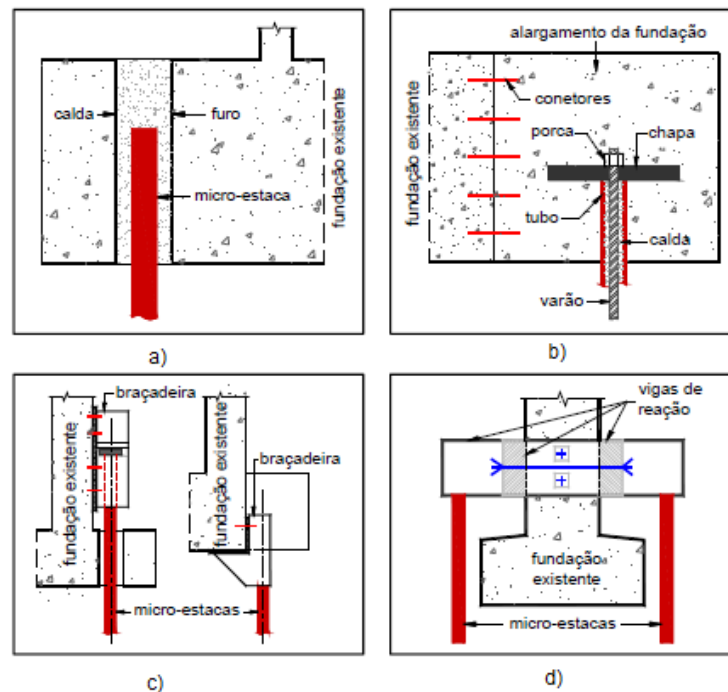 calda
furo
micro-estaca
fundação existente
a)
alargamento da fundação
fundação existente
conetores
porca
chapa
tubo
calda
varão
b)
braçadeira
fundação existente
fundação existente
braçadeira
micro-estacas
c)
vigas de
reação
fundação
existente
micro-estacas
d)